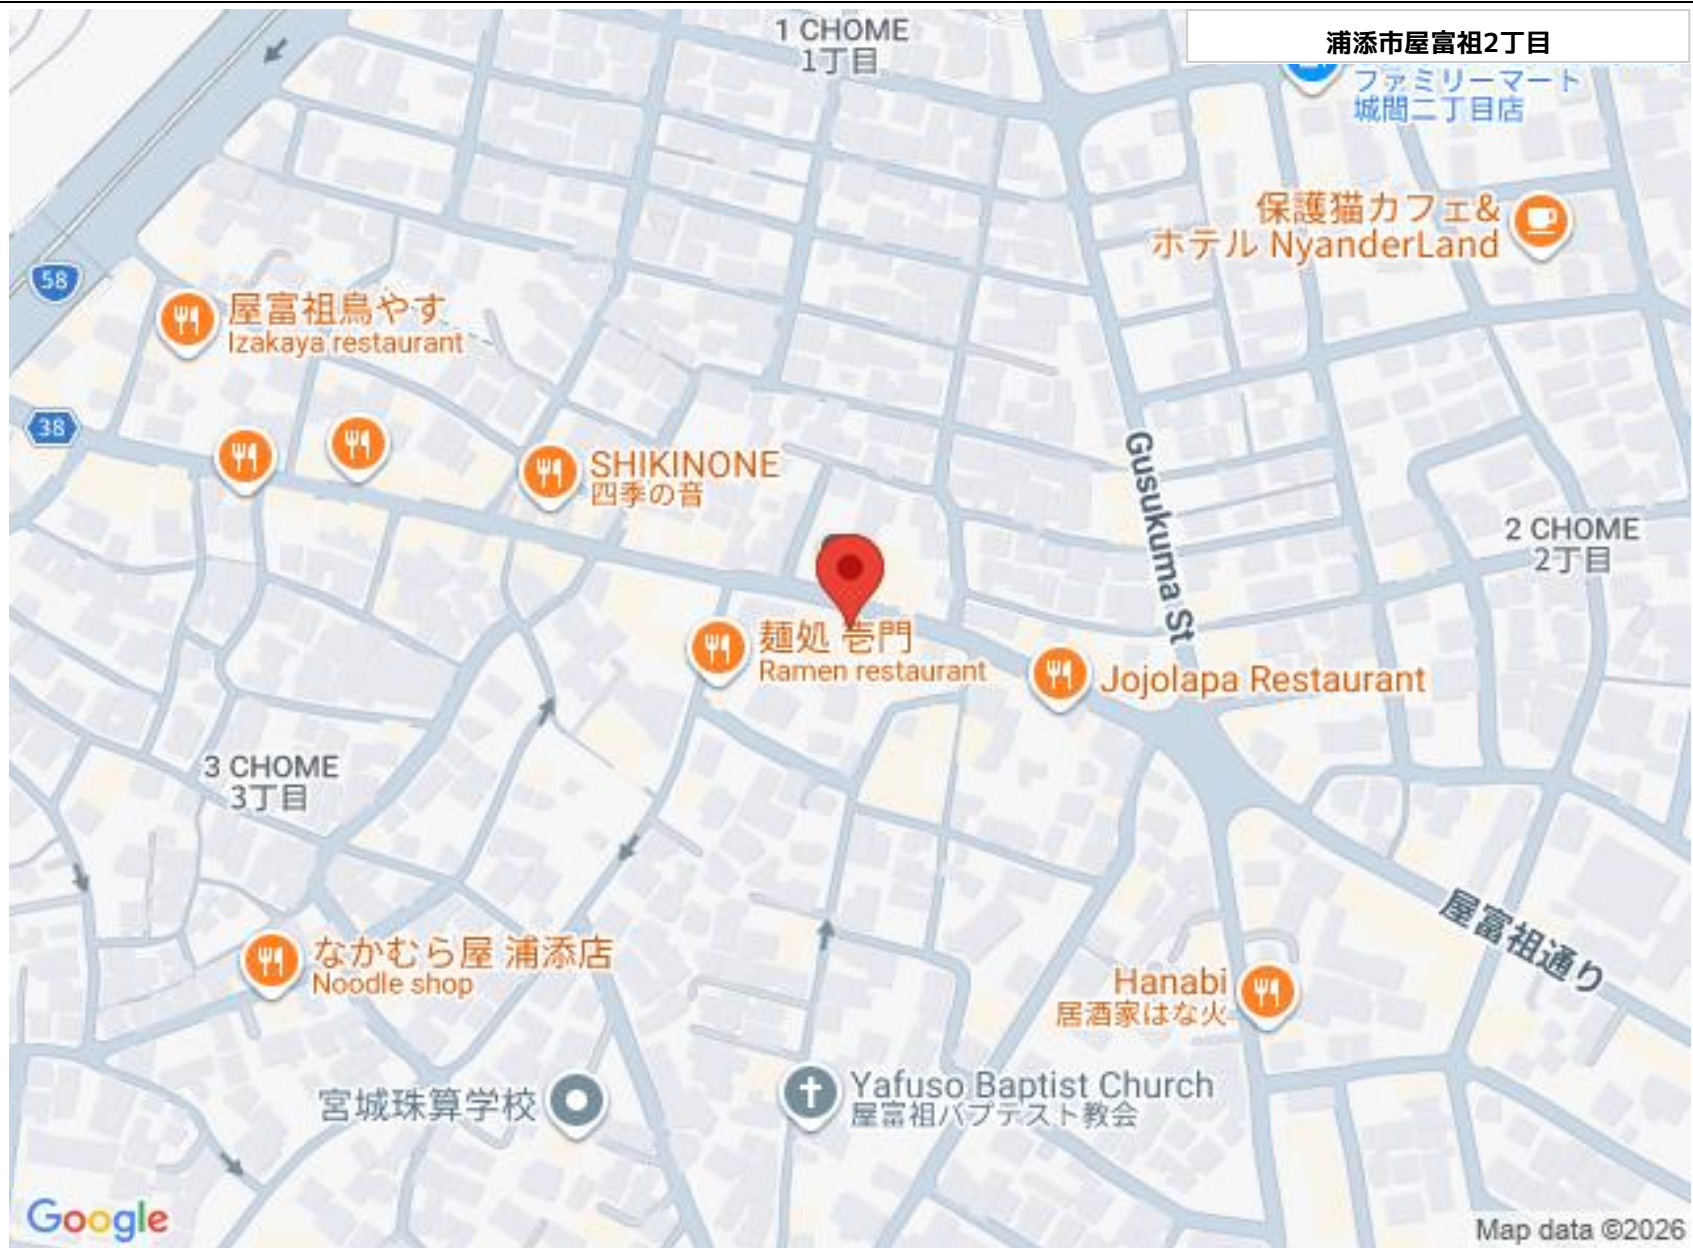 1 CHOME
1丁目
浦添市屋富祖2丁目
ファミリーマート
城間二丁目店
保護猫カフェ&
ホテル NyanderLand
58
屋富祖鳥やす
Izakaya restaurant
38
SHIKINONE
四季の音
Gusukuma St
2 CHOME
2丁目
麺処 壱門
Ramen restaurant
Jojolapa Restaurant
3 CHOME
3丁目
屋富祖通り
なかむら屋 浦添店
Noodle shop
Hanabi
居酒家はな火
宮城珠算学校
Yafuso Baptist Church
屋富祖バプテスト教会
Google
Map data ©2026